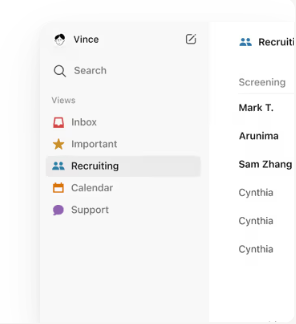 Vince
Search
Views
Inbox
Important
Recruiting
Calendar
Support
Recruiti
Screening
Mark T.
Arunima
Sam Zhang
Cynthia
Cynthia
Cynthia